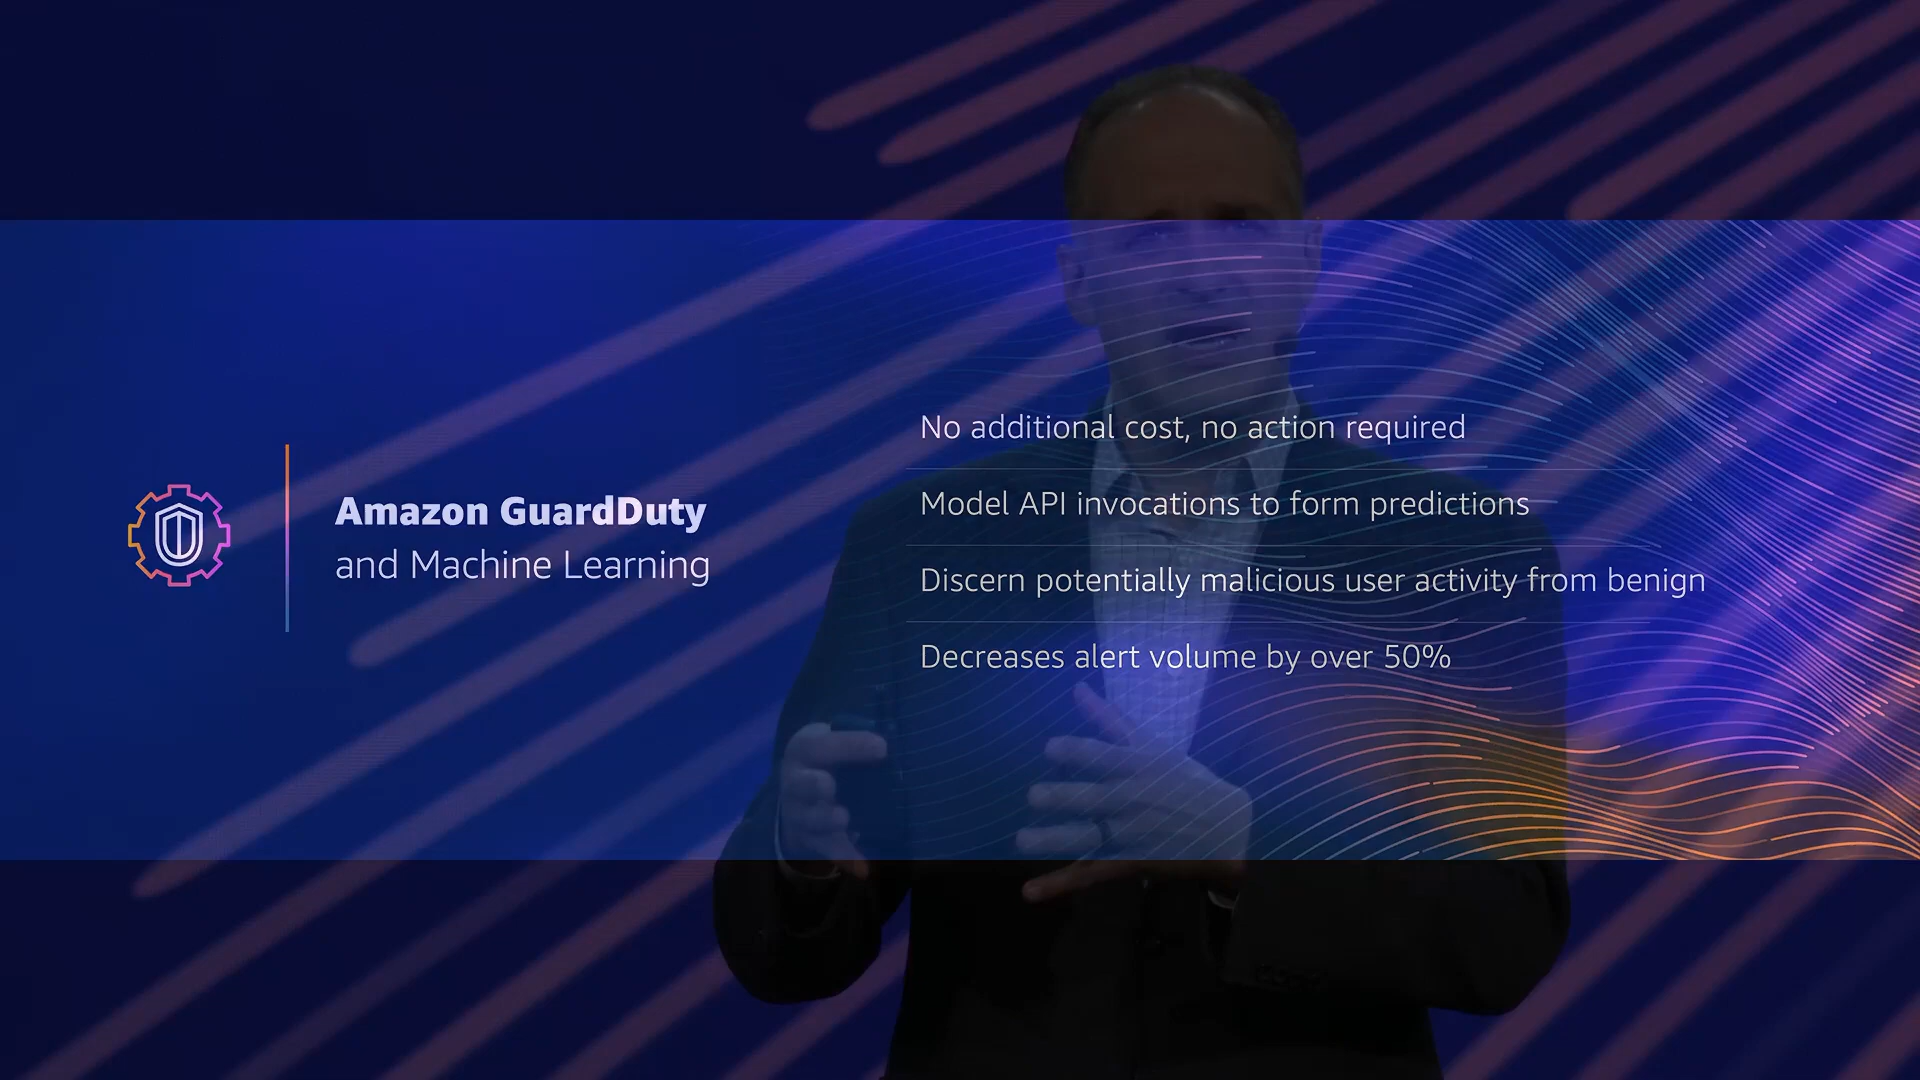 Amazon GuardDuty
and Machine Learning
No additional cost, no action required
Model API invocations to form predictions
Discern potentially malicious user activity from benign
Decreases alert volume by over 50%